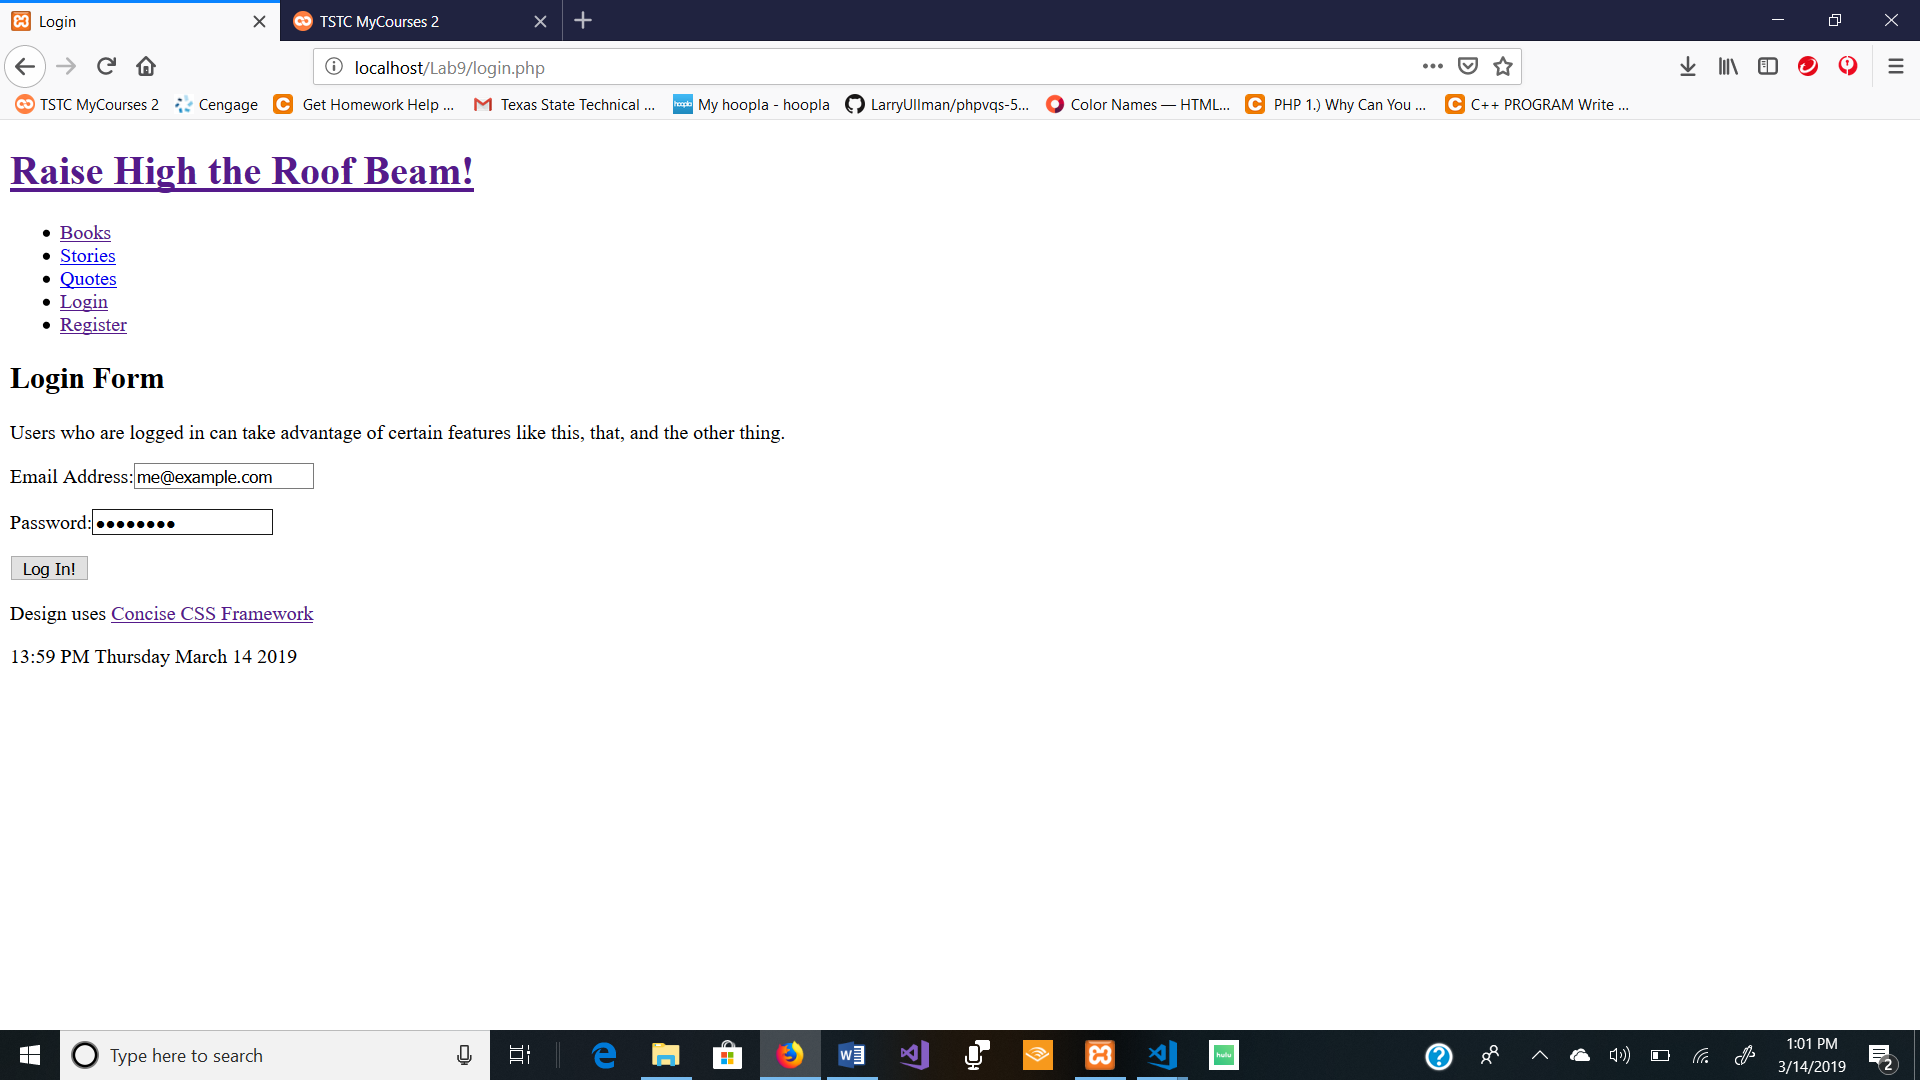 Login
TSTC MyCourses 2
localhost/Lab9/login.php
TSTC MyCourses 2 Cengage Get Homework Help ... Texas State Technical ... My hoopla - hoopla LarryUllman/phpvqs-5... Color Names — HTML... PHP 1.) Why Can You ... C++ PROGRAM Write ...
Raise High the Roof Beam!
Books
Stories
Quotes
Login
Register
Login Form
Users who are logged in can take advantage of certain features like this, that, and the other thing.
Email Address: me@example.com
Password: ●●●●●●●●
Log In!
Design uses Concise CSS Framework
13:59 PM Thursday March 14 2019
Type here to search
hulu
1:01 PM
3/14/2019
2